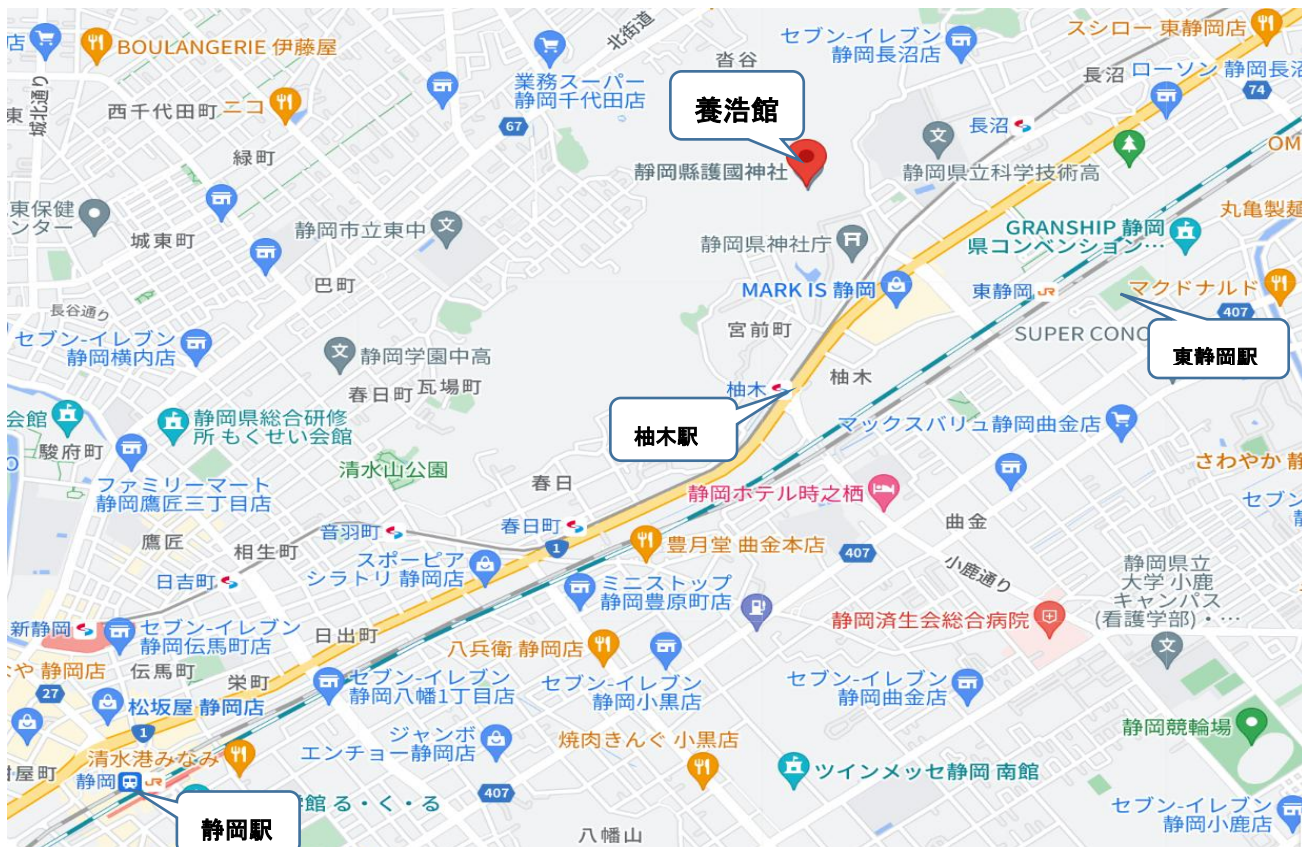 店
BOULANGERIE 伊藤屋
北街道
セブン-イレブン
静岡長沼店
スシロー 東静岡店
城北通り
東
西千代田町
ニコ
業務スーパー
静岡千代田店
沓谷
長沼
ローソン 静岡長沼
74
67
養浩館
長沼
OM
緑町
靜岡縣護國神社
静岡県立科学技術高
東保健
ンター
城東町
静岡市立東中
静岡県神社庁
GRANSHIP 静岡
県コンベンション…
丸亀製麺
巴町
MARK IS 静岡
東静岡
JR
マクドナルド
407
長谷通り
セブン-イレブン
静岡横内店
静岡学園中高
宮前町
SUPER CONC
東静岡駅
春日町
瓦場町
柚木
柚木
会館
静岡県総合研修
所 もくせい会館
柚木駅
マックスバリュ静岡曲金店
駿府町
清水山公園
さわやか 静
ファミリーマート
静岡鷹匠三丁目店
春日
静岡ホテル時之栖
セブ
曲金
鷹匠
相生町
音羽町
春日町
1
豊月堂 曲金本店
407
小鹿通り
静岡県立
大学 小鹿
キャンパス
(看護学部)・…
日吉町
スポーピア
シラトリ 静岡店
ミニストップ
静岡豊原町店
静岡済生会総合病院
新静岡
セブン-イレブン
静岡伝馬町店
日出町
八兵衛 静岡店
や 静岡店
伝馬町
栄町
27
セブン-イレブン
静岡八幡1丁目店
セブン-イレブン
静岡小黒店
セブン-イレブン
静岡曲金店
松坂屋 静岡店
1
静岡競輪場
清水港みなみ
ジャンボ
エンチョー静岡店
焼肉きんぐ 小黒店
屋町
静岡
JR
ツインメッセ静岡 南館
館 る・く・る
407
セブン-イレブン
静岡小鹿店
静岡駅
八幡山